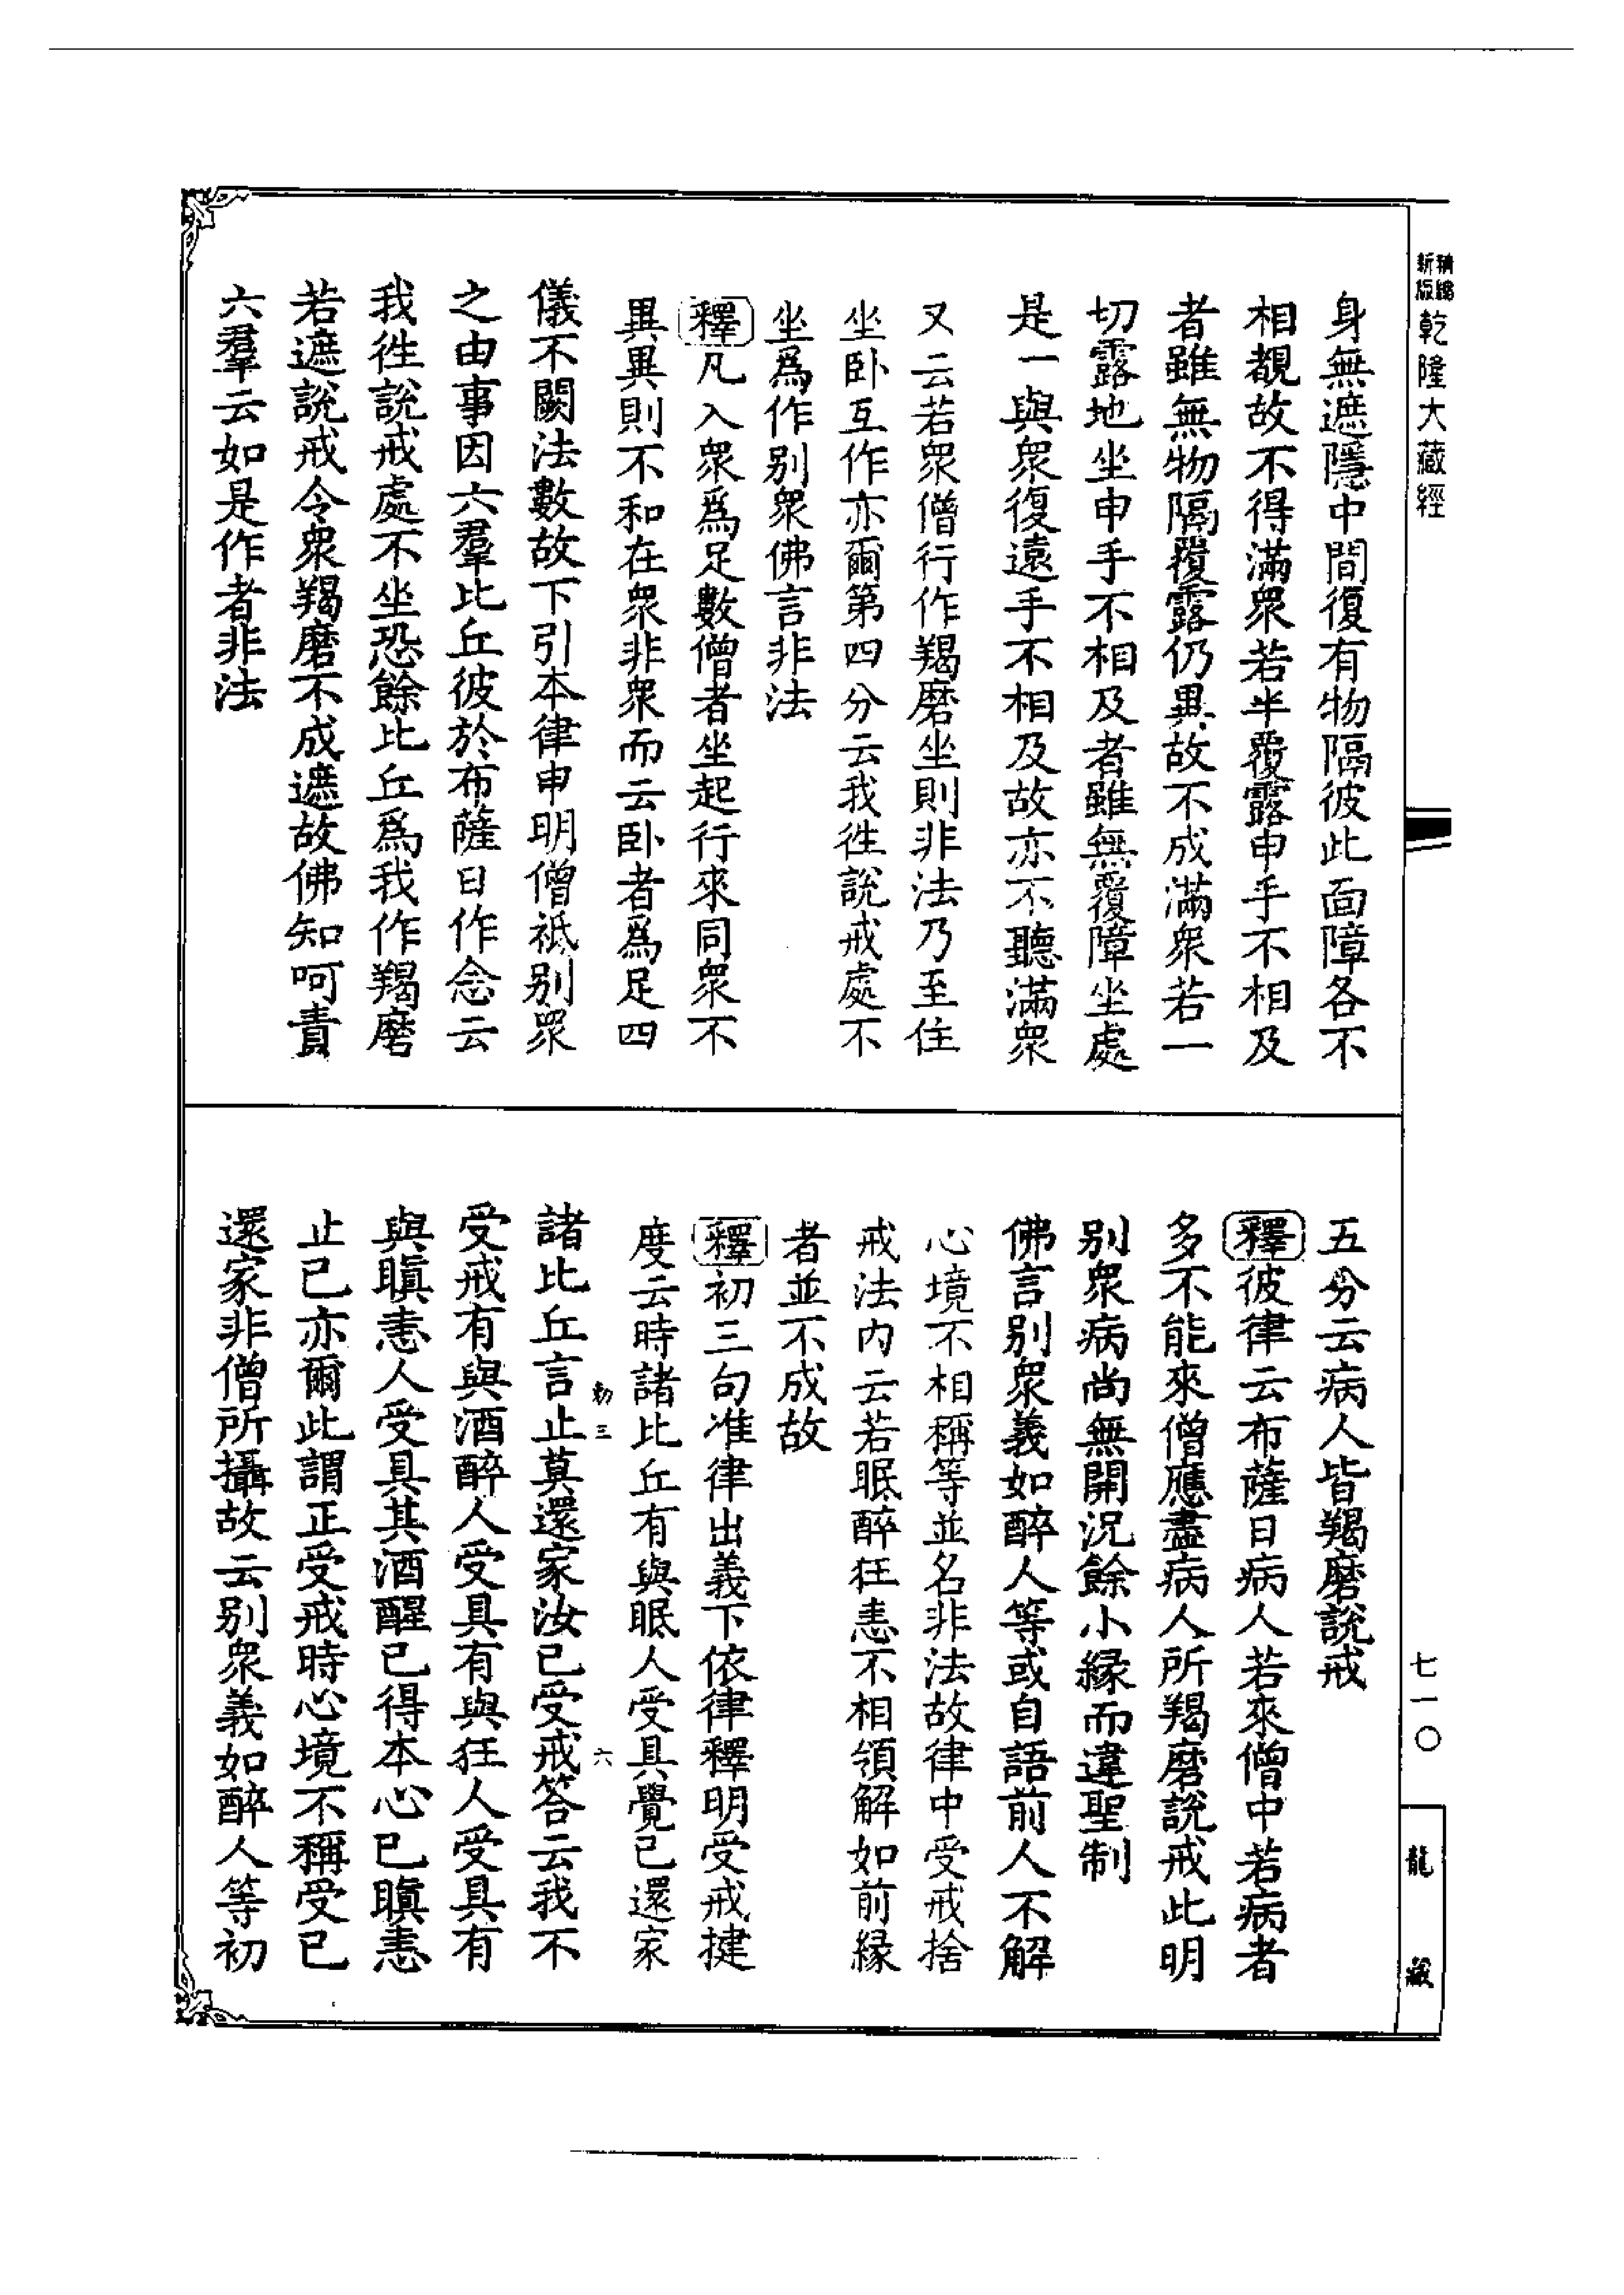 精編
新版
乾隆大藏經
身無遮隱中間復有物隔彼此面障各不
相覩故不得滿衆若半覆露申手不相及
者雖無物隔覆露仍異故不成滿衆若一
切露地坐申手不相及者雖無覆障坐處
是一與衆復遠手不相及故亦不聽滿衆
又云若衆僧行作羯磨坐則非法乃至住
坐卧互作亦爾第四分云我徃說戒處不
坐爲作別衆佛言非法
釋凡入衆爲足數僧者坐起行來同衆不
異異則不和在衆非衆而云卧者爲足四
儀不闕法數故下引本律申明僧祇別衆
之由事因六羣比丘彼於布薩日作念云
我徃說戒處不坐恐餘比丘爲我作羯磨
若遮說戒令衆羯磨不成遮故佛知呵責
六羣云如是作者非法
五分云病人皆羯磨說戒
釋彼律云布薩日病人若來僧中若病者
多不能來僧應盡病人所羯磨說戒此明
別衆病尚無開況餘小緣而違聖制
佛言別衆義如醉人等或自語前人不解
心境不相稱等並名非法故律中受戒捨
戒法内云若眠醉狂恚不相領解如前緣
者並不成故
釋初三句准律出義下依律釋明受戒揵
度云時諸比丘有與眠人受具覺已還家
勅三
六
諸比丘言止莫還家汝已受戒答云我不
受戒有與酒醉人受具有與狂人受具有
與瞋恚人受具其酒醒已得本心已瞋恚
止已亦爾此謂正受戒時心境不稱受已
還家非僧所攝故云別衆義如醉人等初
七一〇
龍藏